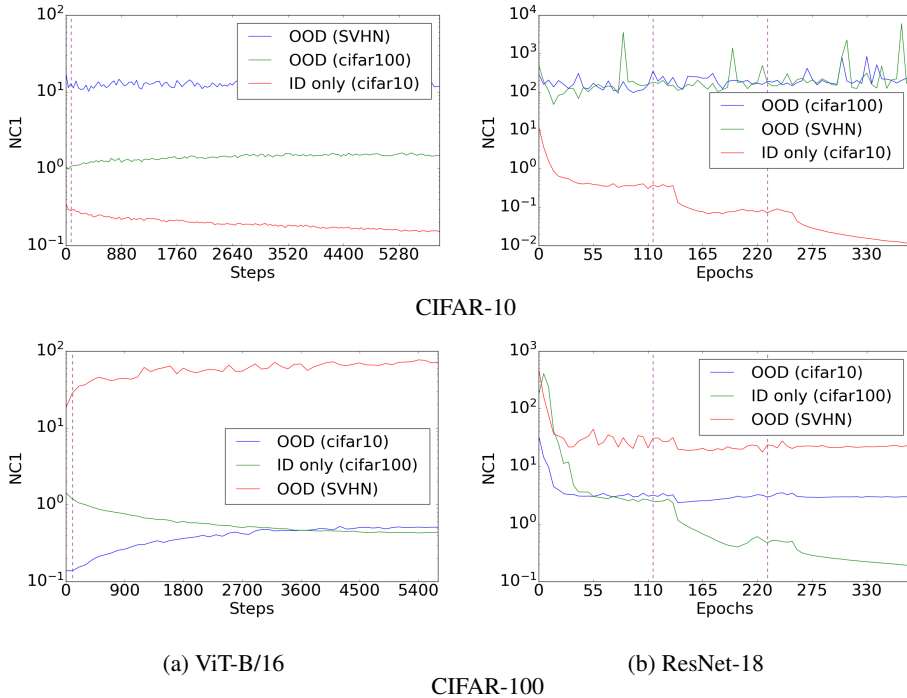 10^2
10^1
10^0
10^-1
NC1
0 880 1760 2640 3520 4400 5280
Steps
OOD (SVHN)
OOD (cifar100)
ID only (cifar10)
10^4
10^3
10^2
10^1
10^0
10^-1
10^-2
NC1
0 55 110 165 220 275 330
Epochs
OOD (cifar100)
OOD (SVHN)
ID only (cifar10)
CIFAR-10
10^2
10^1
10^0
10^-1
NC1
0 900 1800 2700 3600 4500 5400
Steps
OOD (cifar10)
ID only (cifar100)
OOD (SVHN)
10^3
10^2
10^1
10^0
10^-1
NC1
0 55 110 165 220 275 330
Epochs
OOD (cifar10)
ID only (cifar100)
OOD (SVHN)
(a) ViT-B/16
(b) ResNet-18
CIFAR-100